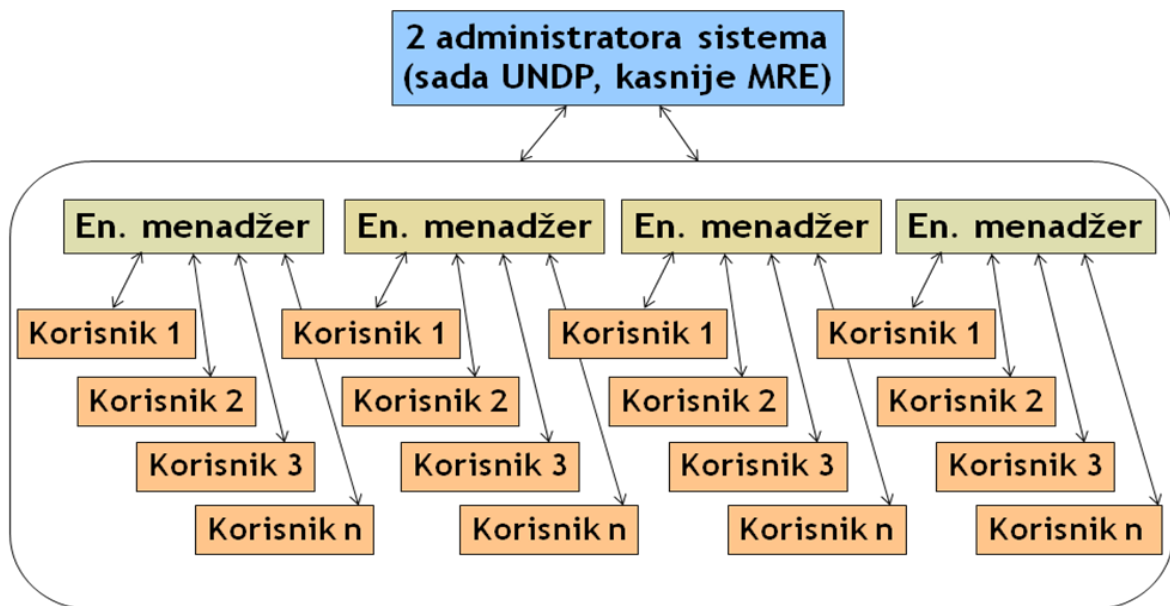 2 administratora sistema
(sada UNDP, kasnije MRE)
En. menadžer
En. menadžer
En. menadžer
En. menadžer
Korisnik 1
Korisnik 1
Korisnik 1
Korisnik 1
Korisnik 2
Korisnik 2
Korisnik 2
Korisnik 2
Korisnik 3
Korisnik 3
Korisnik 3
Korisnik 3
Korisnik n
Korisnik n
Korisnik n
Korisnik n